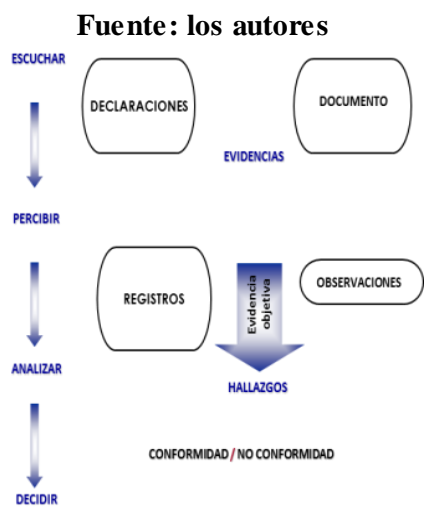 Fuente: los autores
ESCUCHAR
DECLARACIONES
DOCUMENTO
EVIDENCIAS
PERCIBIR
REGISTROS
Evidencia
objetiva
OBSERVACIONES
ANALIZAR
HALLAZGOS
CONFORMIDAD / NO CONFORMIDAD
DECIDIR